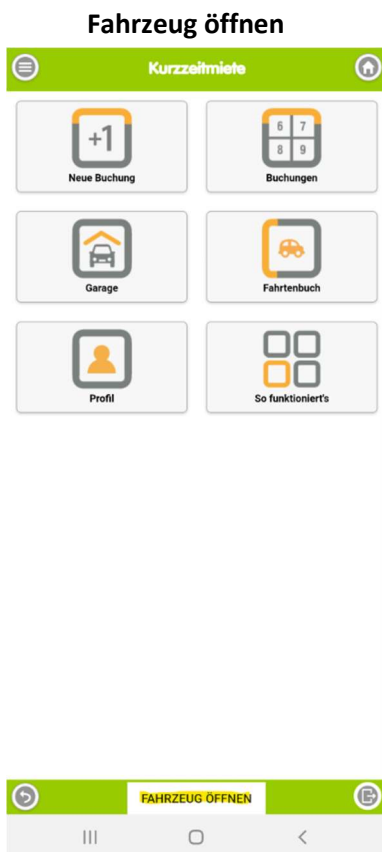 Fahrzeug öffnen
Kurzzeitmiete
+1
6 7
8 9
Neue Buchung
Buchungen
Garage
Fahrtenbuch
Profil
So funktioniert's
FAHRZEUG ÖFFNEN